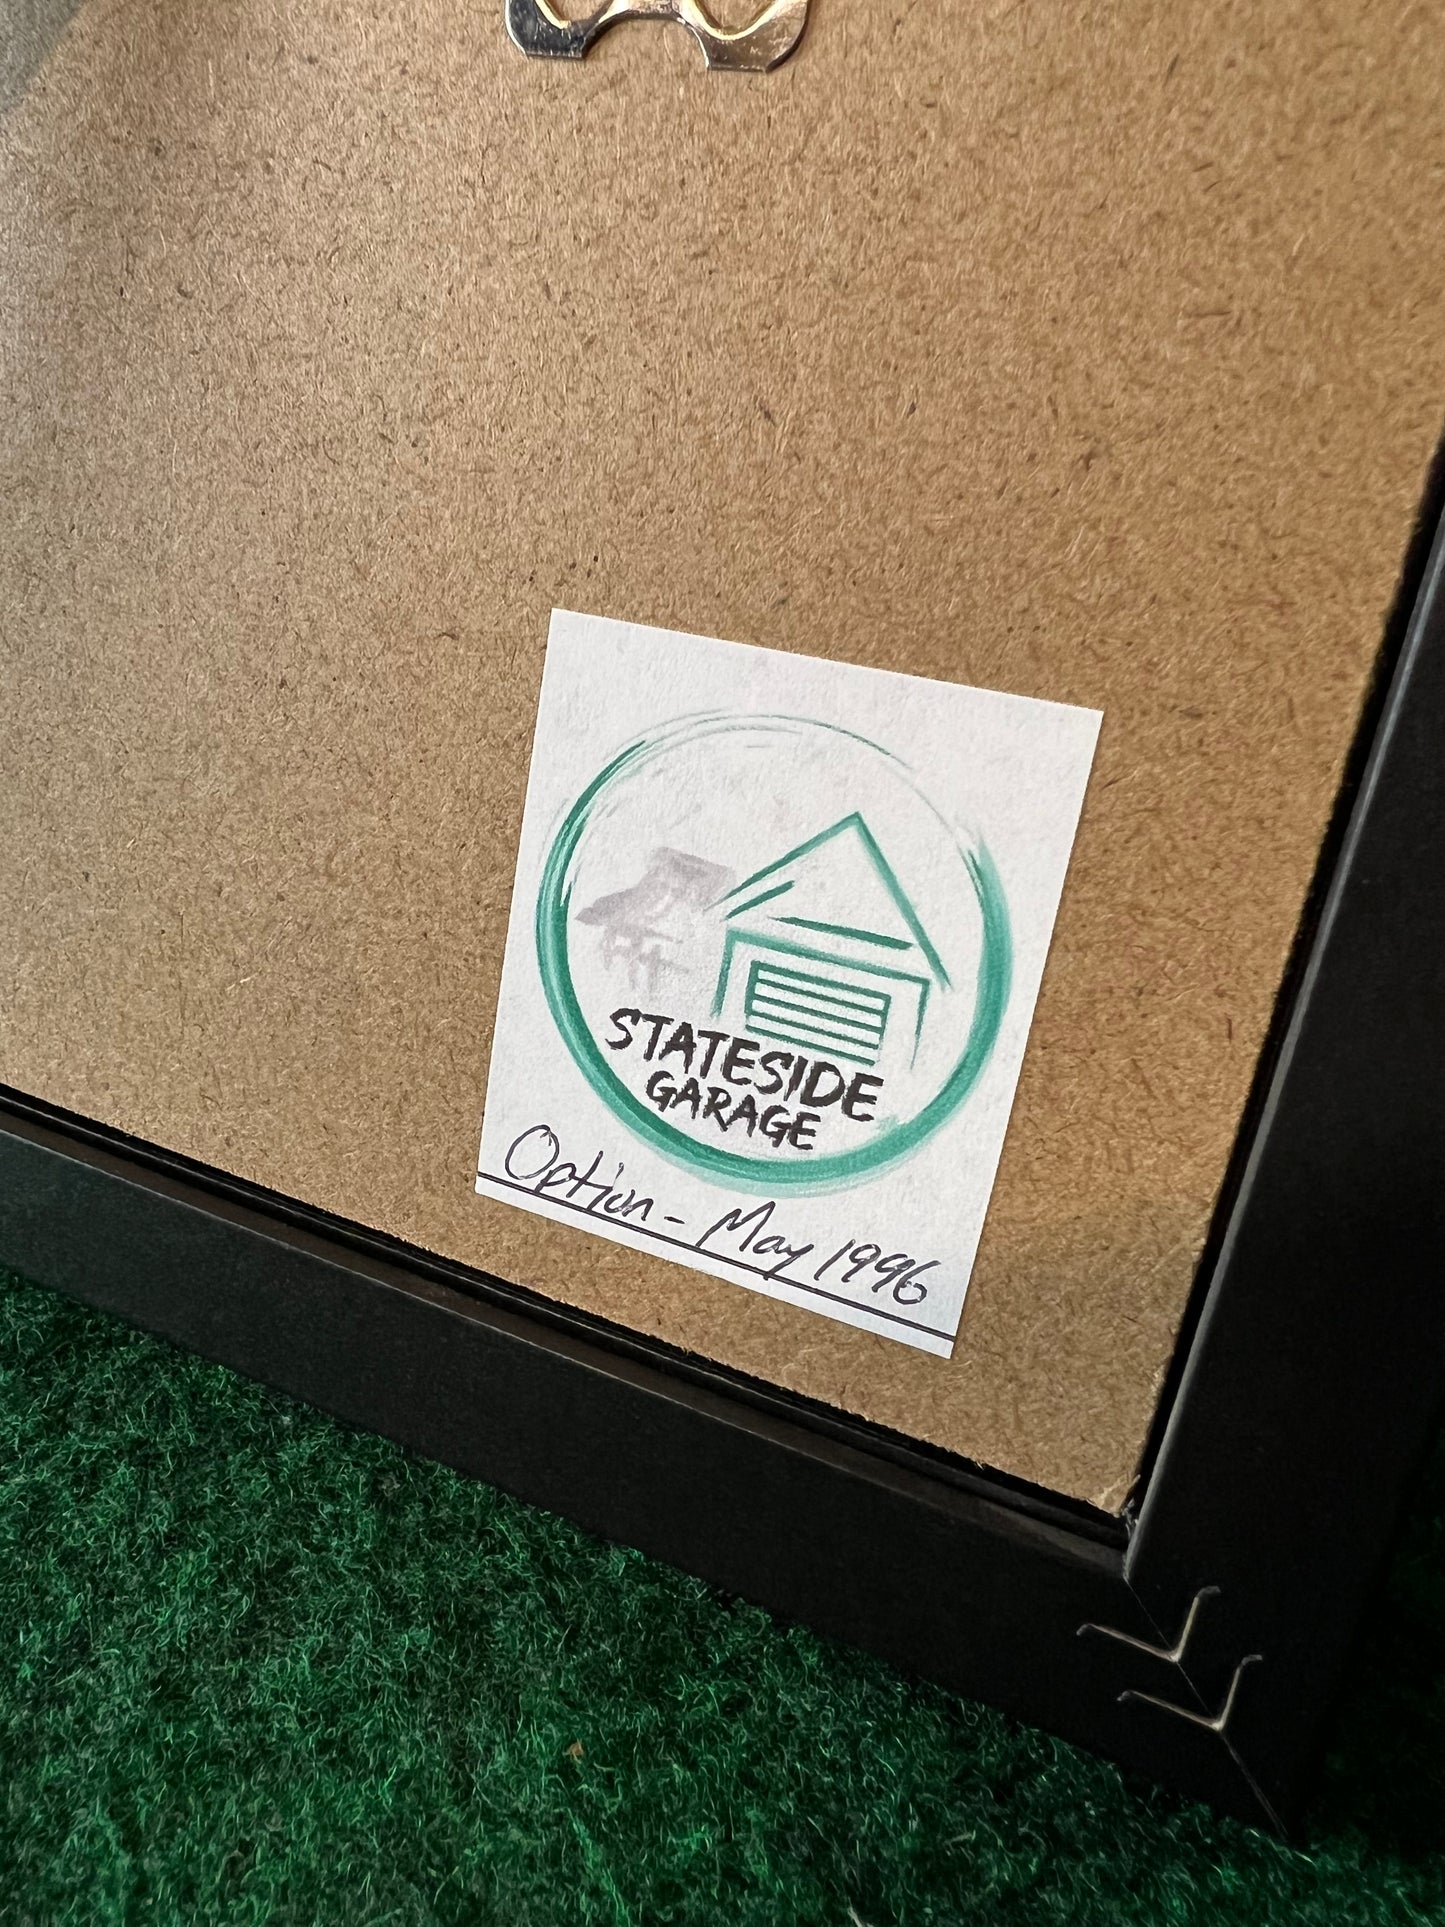 STATESIDE
GARAGE
Option - May 1996